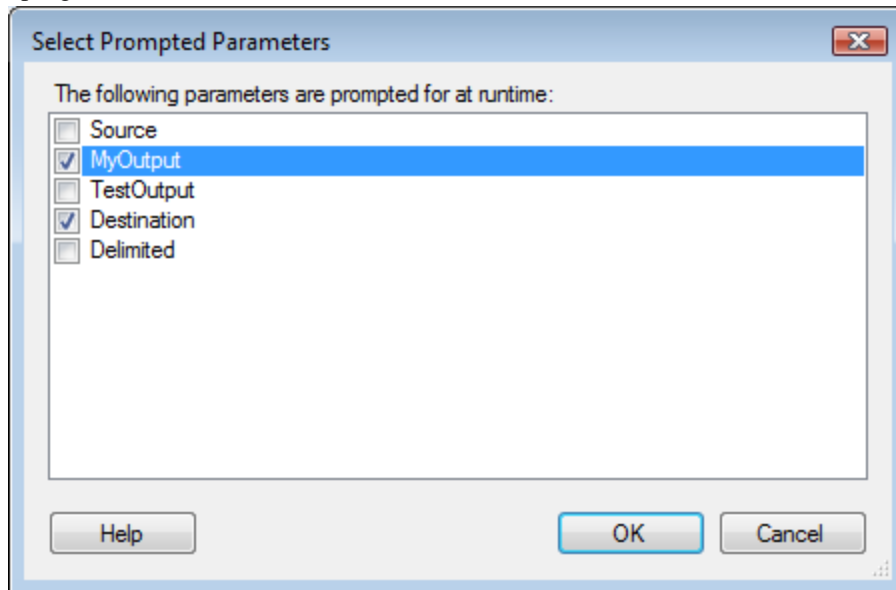 Select Prompted Parameters
The following parameters are prompted for at runtime:
Source
MyOutput
TestOutput
Destination
Delimited
Help
OK
Cancel